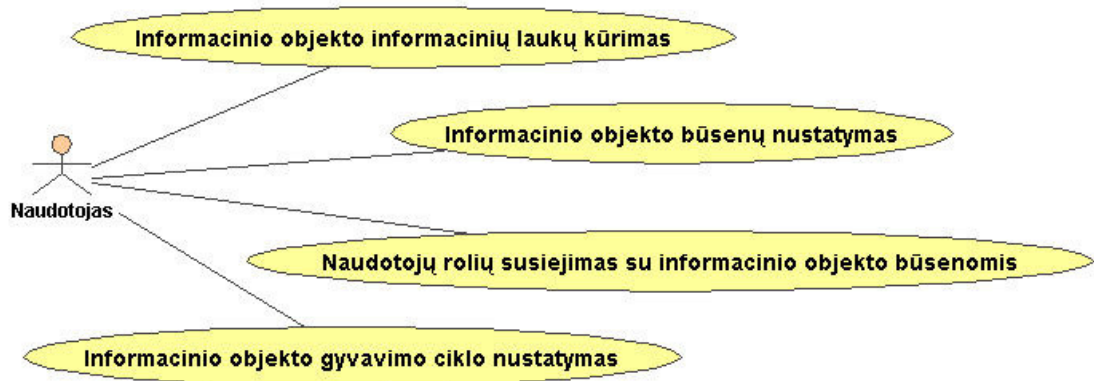 Informacinio objekto informacinių laukų kūrimas
Informacinio objekto būsenų nustatymas
Naudotojas
Naudotojų rolių susiejimas su informacinio objekto būsenomis
Informacinio objekto gyvavimo ciklo nustatymas